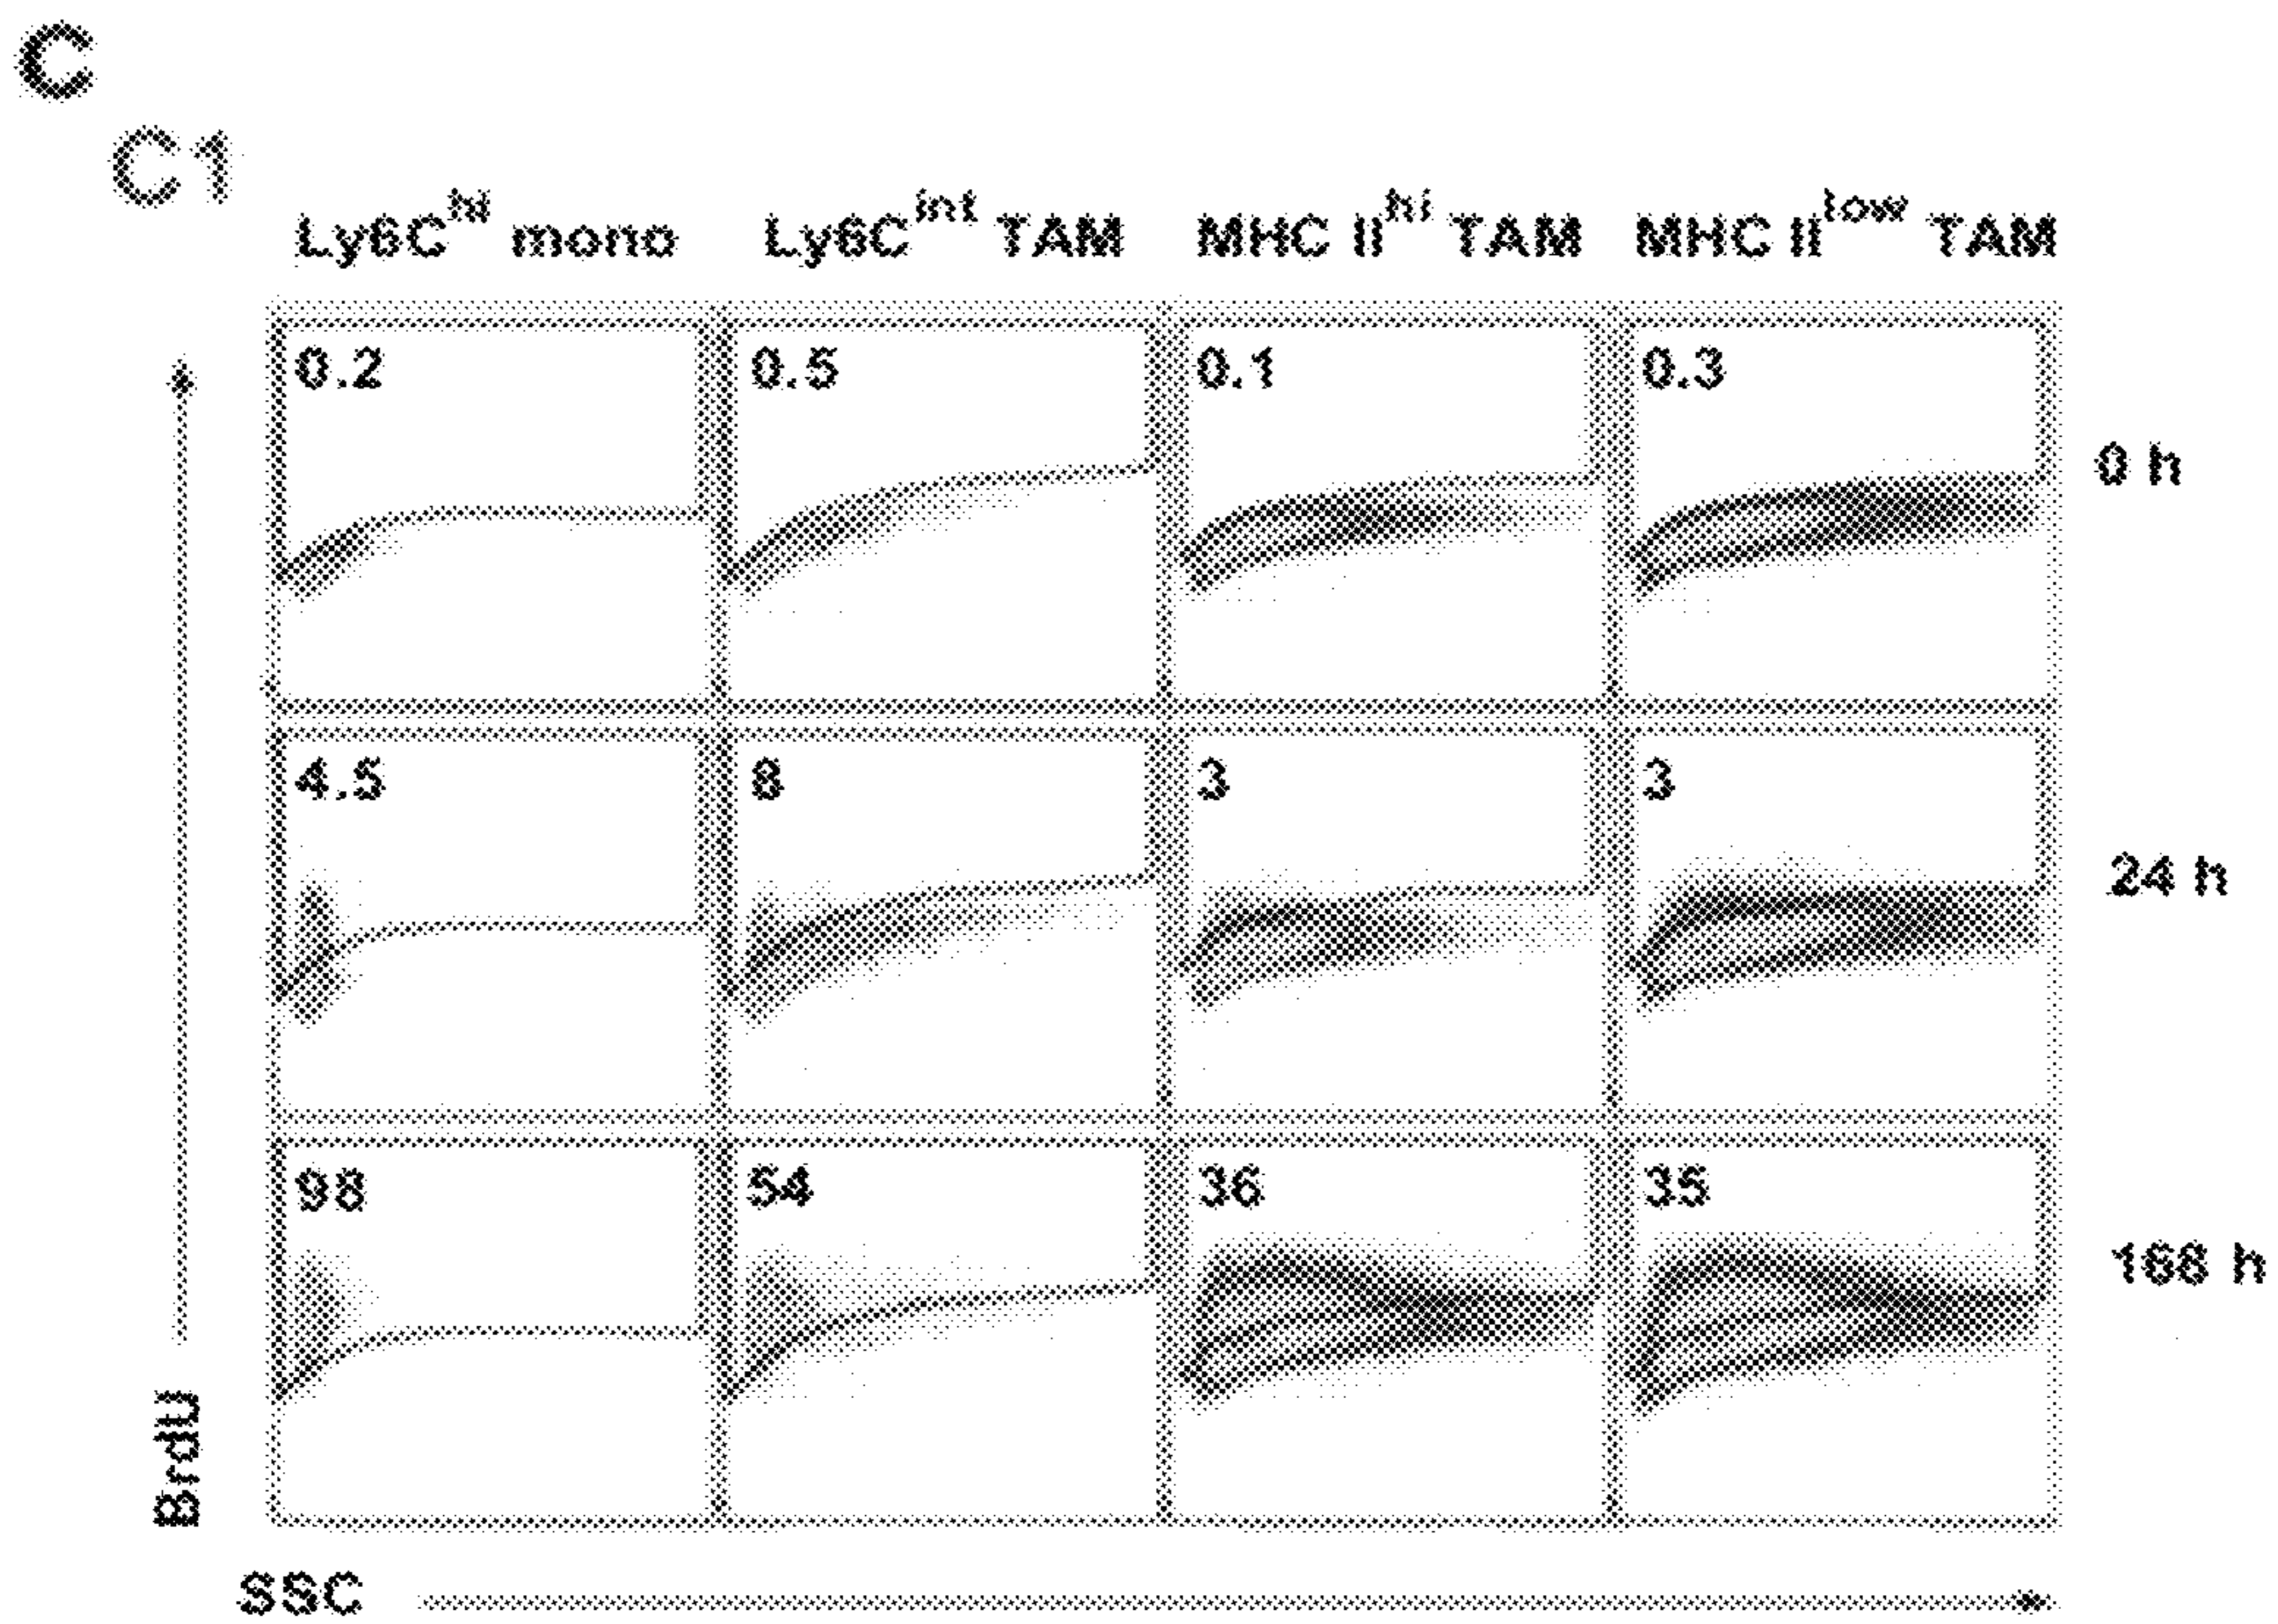 C
C1
Ly6C^hi mono Ly6C^int TAM MHC II^hi TAM MHC II^low TAM
0.2 0.5 0.1 0.3
0 h
4.5 8 3 3
24 h
98 54 36 35
168 h
BrdU
SSC